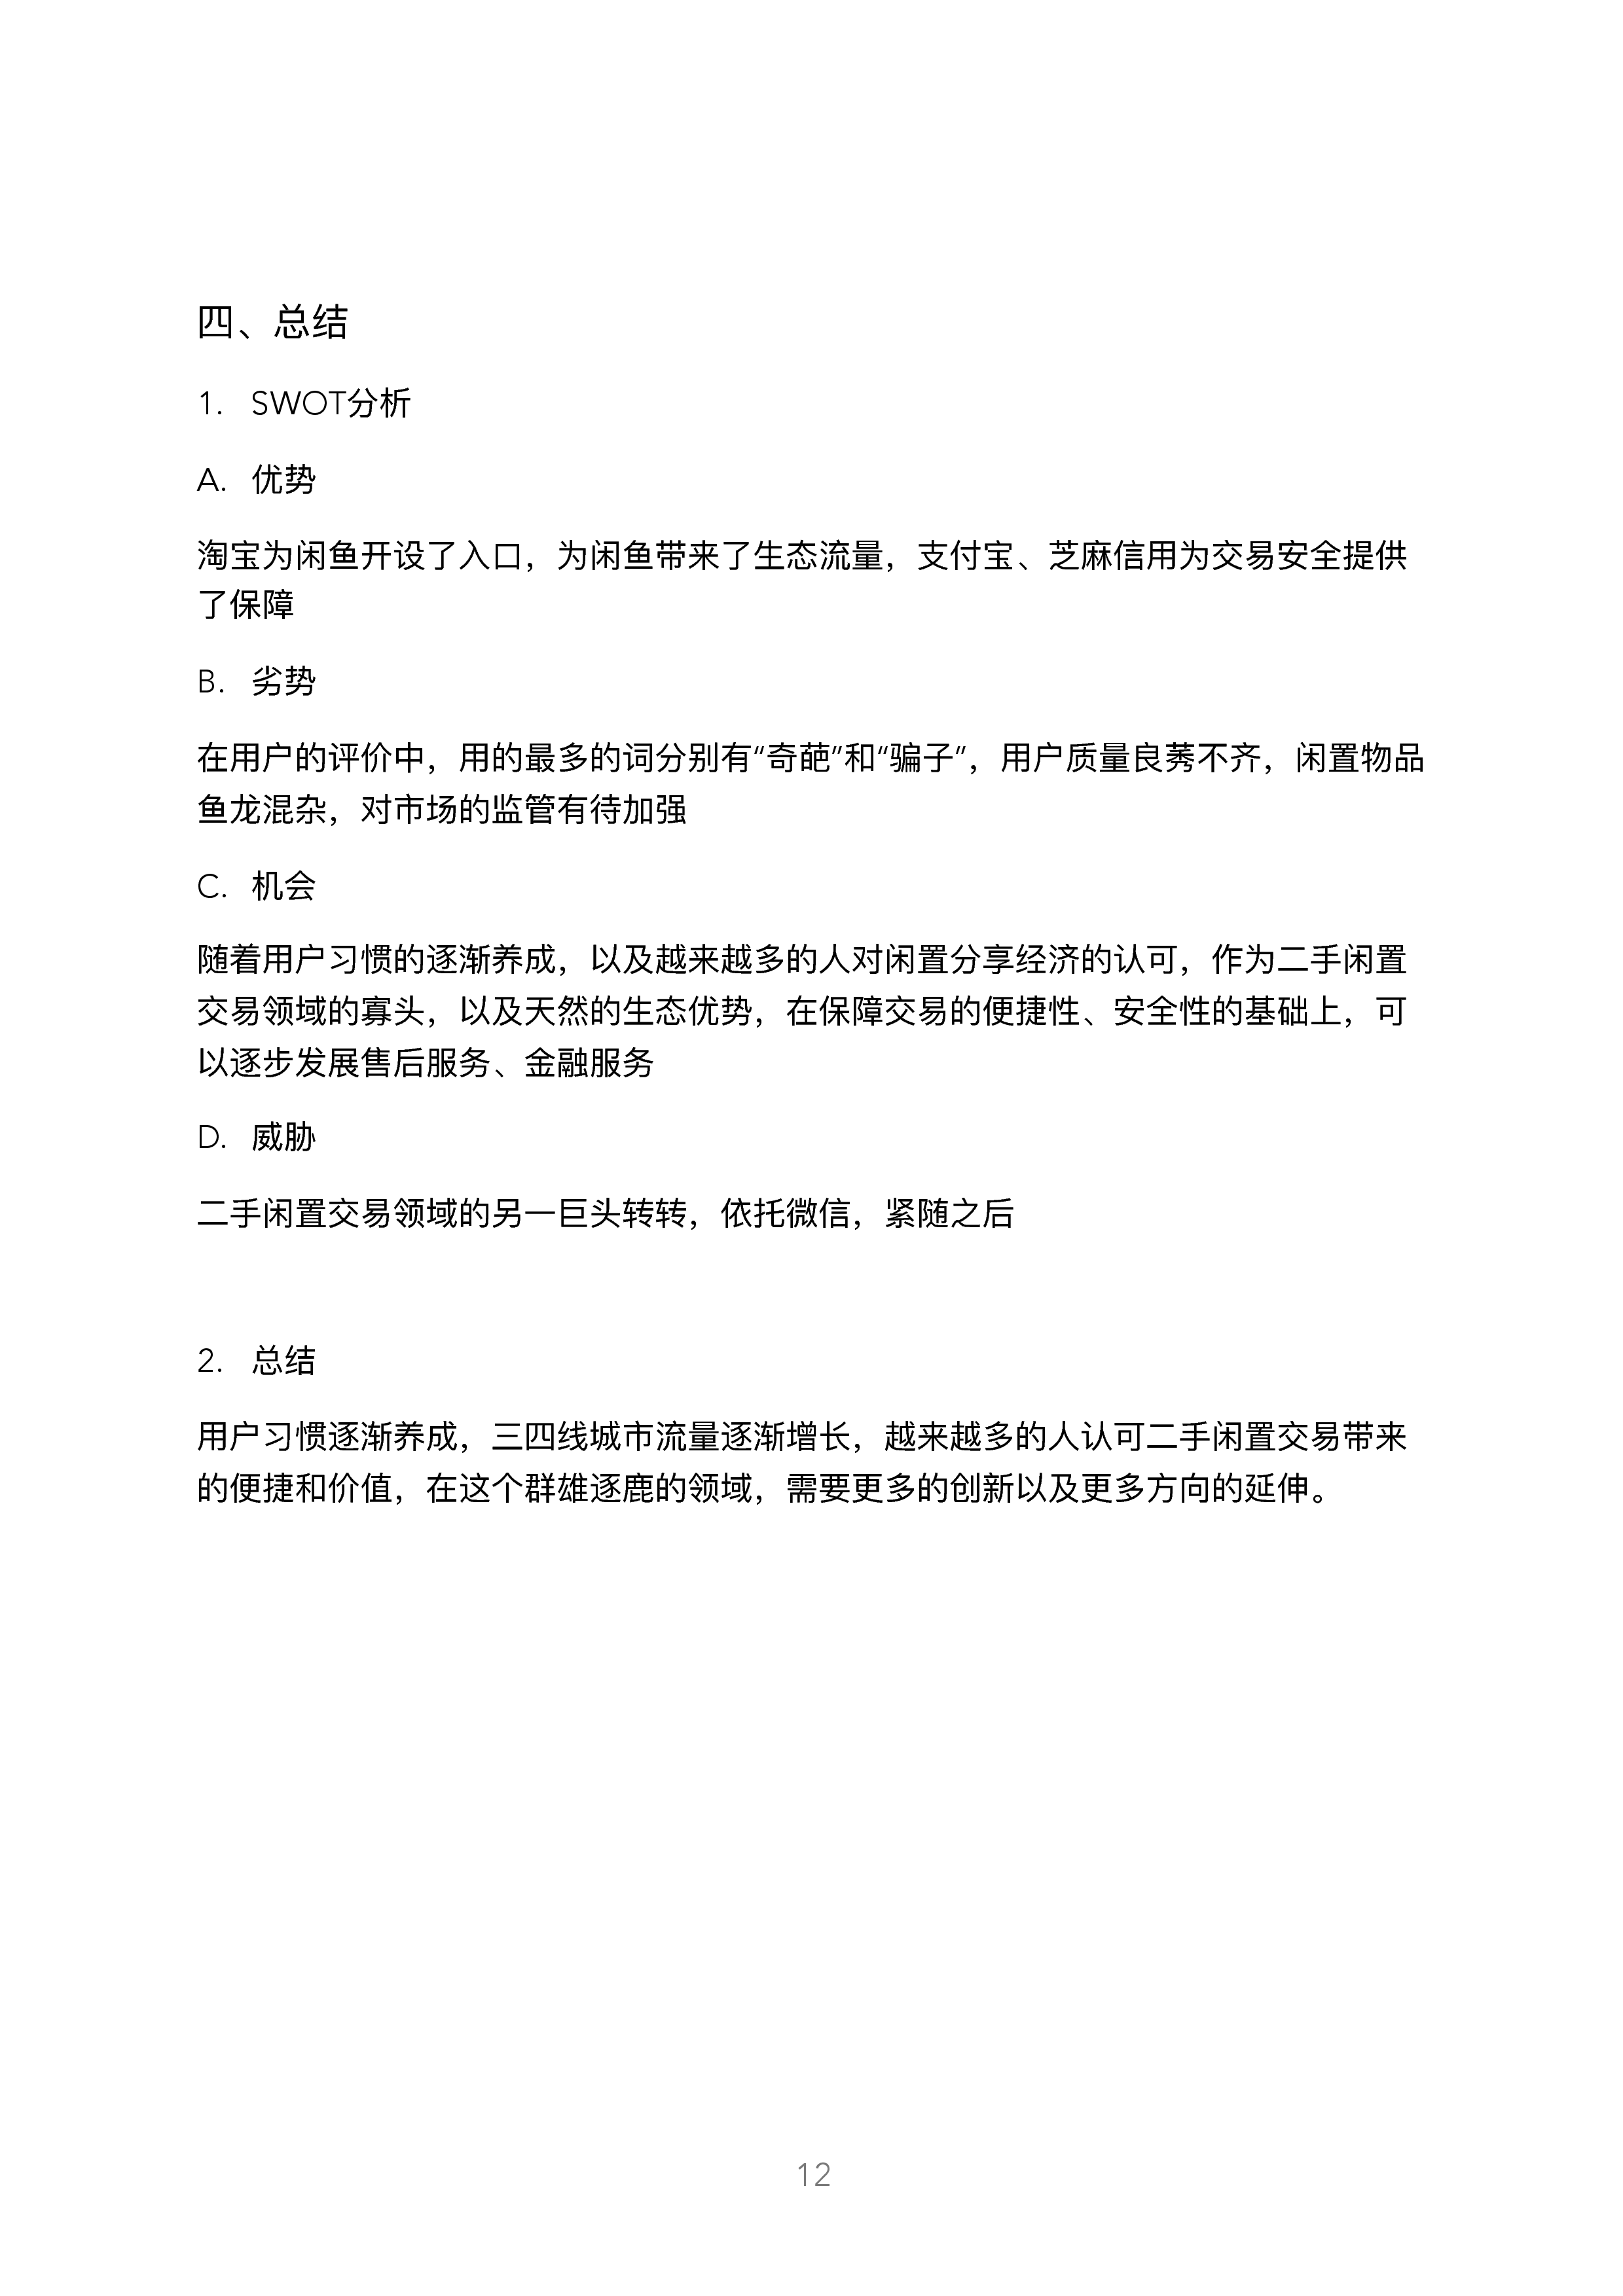 四、总结
1. SWOT分析
A. 优势
淘宝为闲鱼开设了入口，为闲鱼带来了生态流量，支付宝、芝麻信用为交易安全提供
了保障
B. 劣势
在用户的评价中，用的最多的词分别有“奇葩”和“骗子”，用户质量良莠不齐，闲置物品
鱼龙混杂，对市场的监管有待加强
C. 机会
随着用户习惯的逐渐养成，以及越来越多的人对闲置分享经济的认可，作为二手闲置
交易领域的寡头，以及天然的生态优势，在保障交易的便捷性、安全性的基础上，可
以逐步发展售后服务、金融服务
D. 威胁
二手闲置交易领域的另一巨头转转，依托微信，紧随之后
2. 总结
用户习惯逐渐养成，三四线城市流量逐渐增长，越来越多的人认可二手闲置交易带来
的便捷和价值，在这个群雄逐鹿的领域，需要更多的创新以及更多方向的延伸。
12